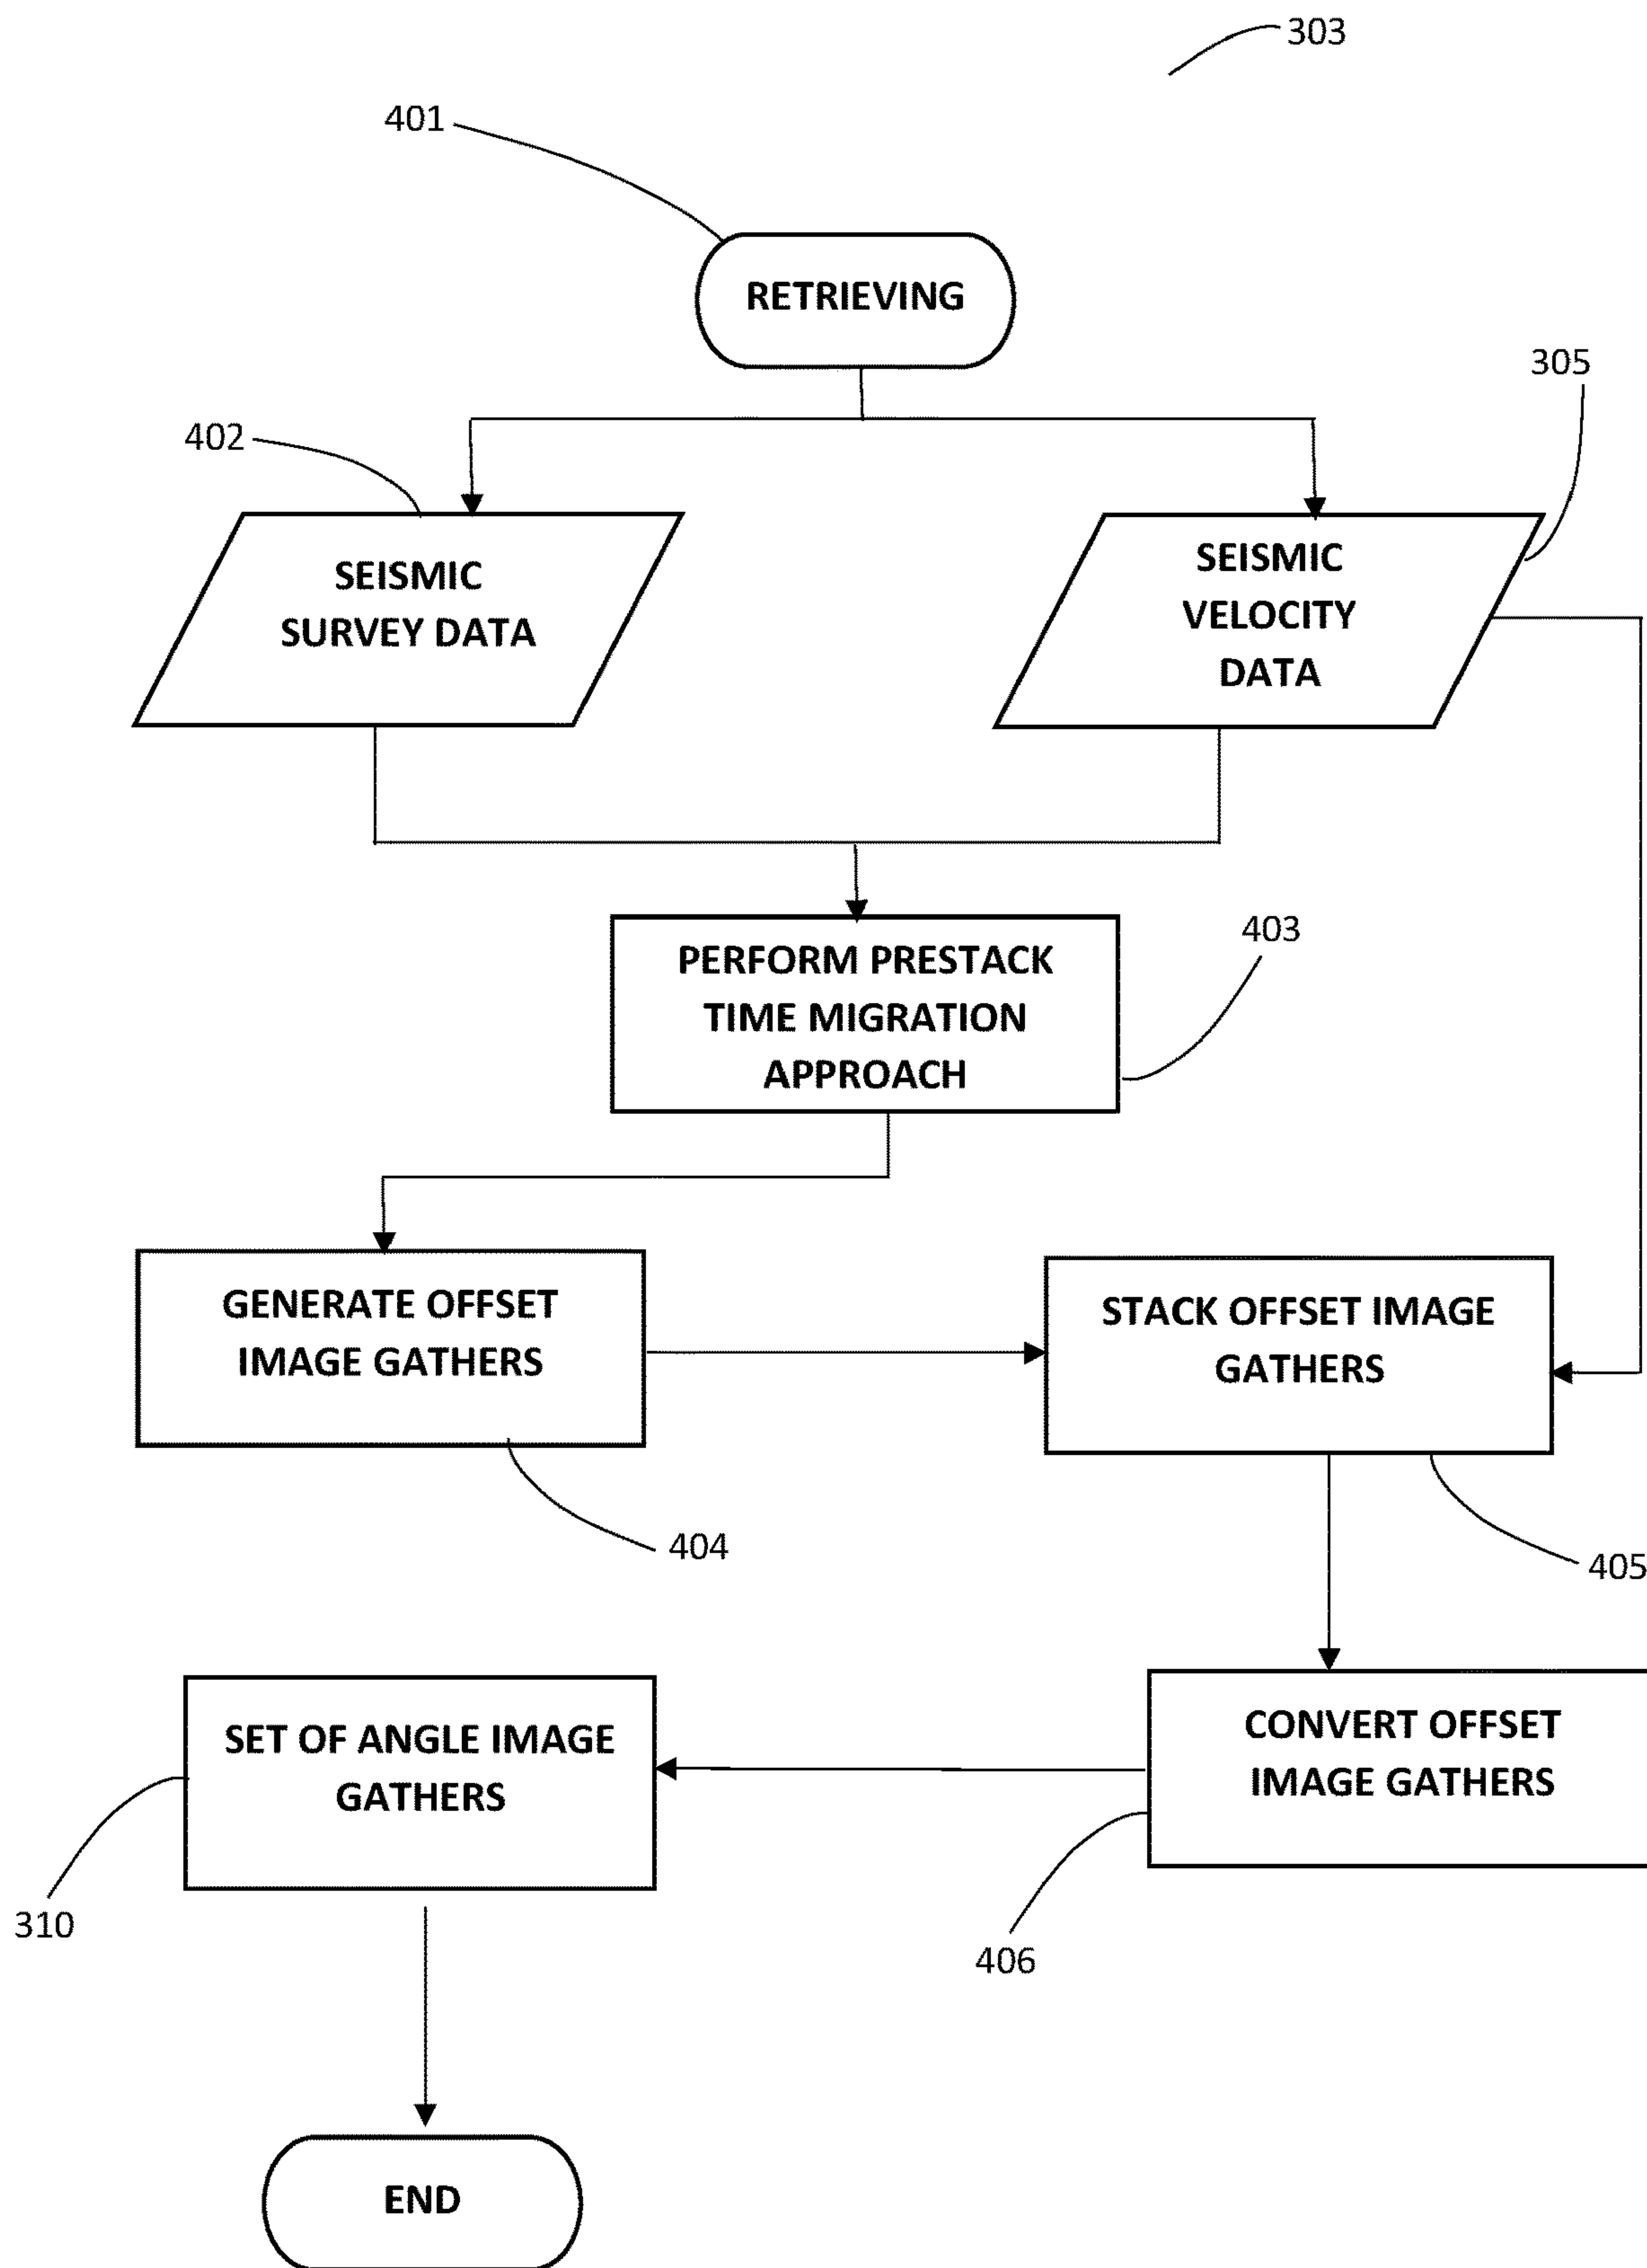 303
401
RETRIEVING
305
402
SEISMIC
SURVEY DATA
SEISMIC
VELOCITY
DATA
PERFORM PRESTACK
TIME MIGRATION
APPROACH
403
GENERATE OFFSET
IMAGE GATHERS
STACK OFFSET IMAGE
GATHERS
404
405
SET OF ANGLE IMAGE
GATHERS
CONVERT OFFSET
IMAGE GATHERS
310
406
END